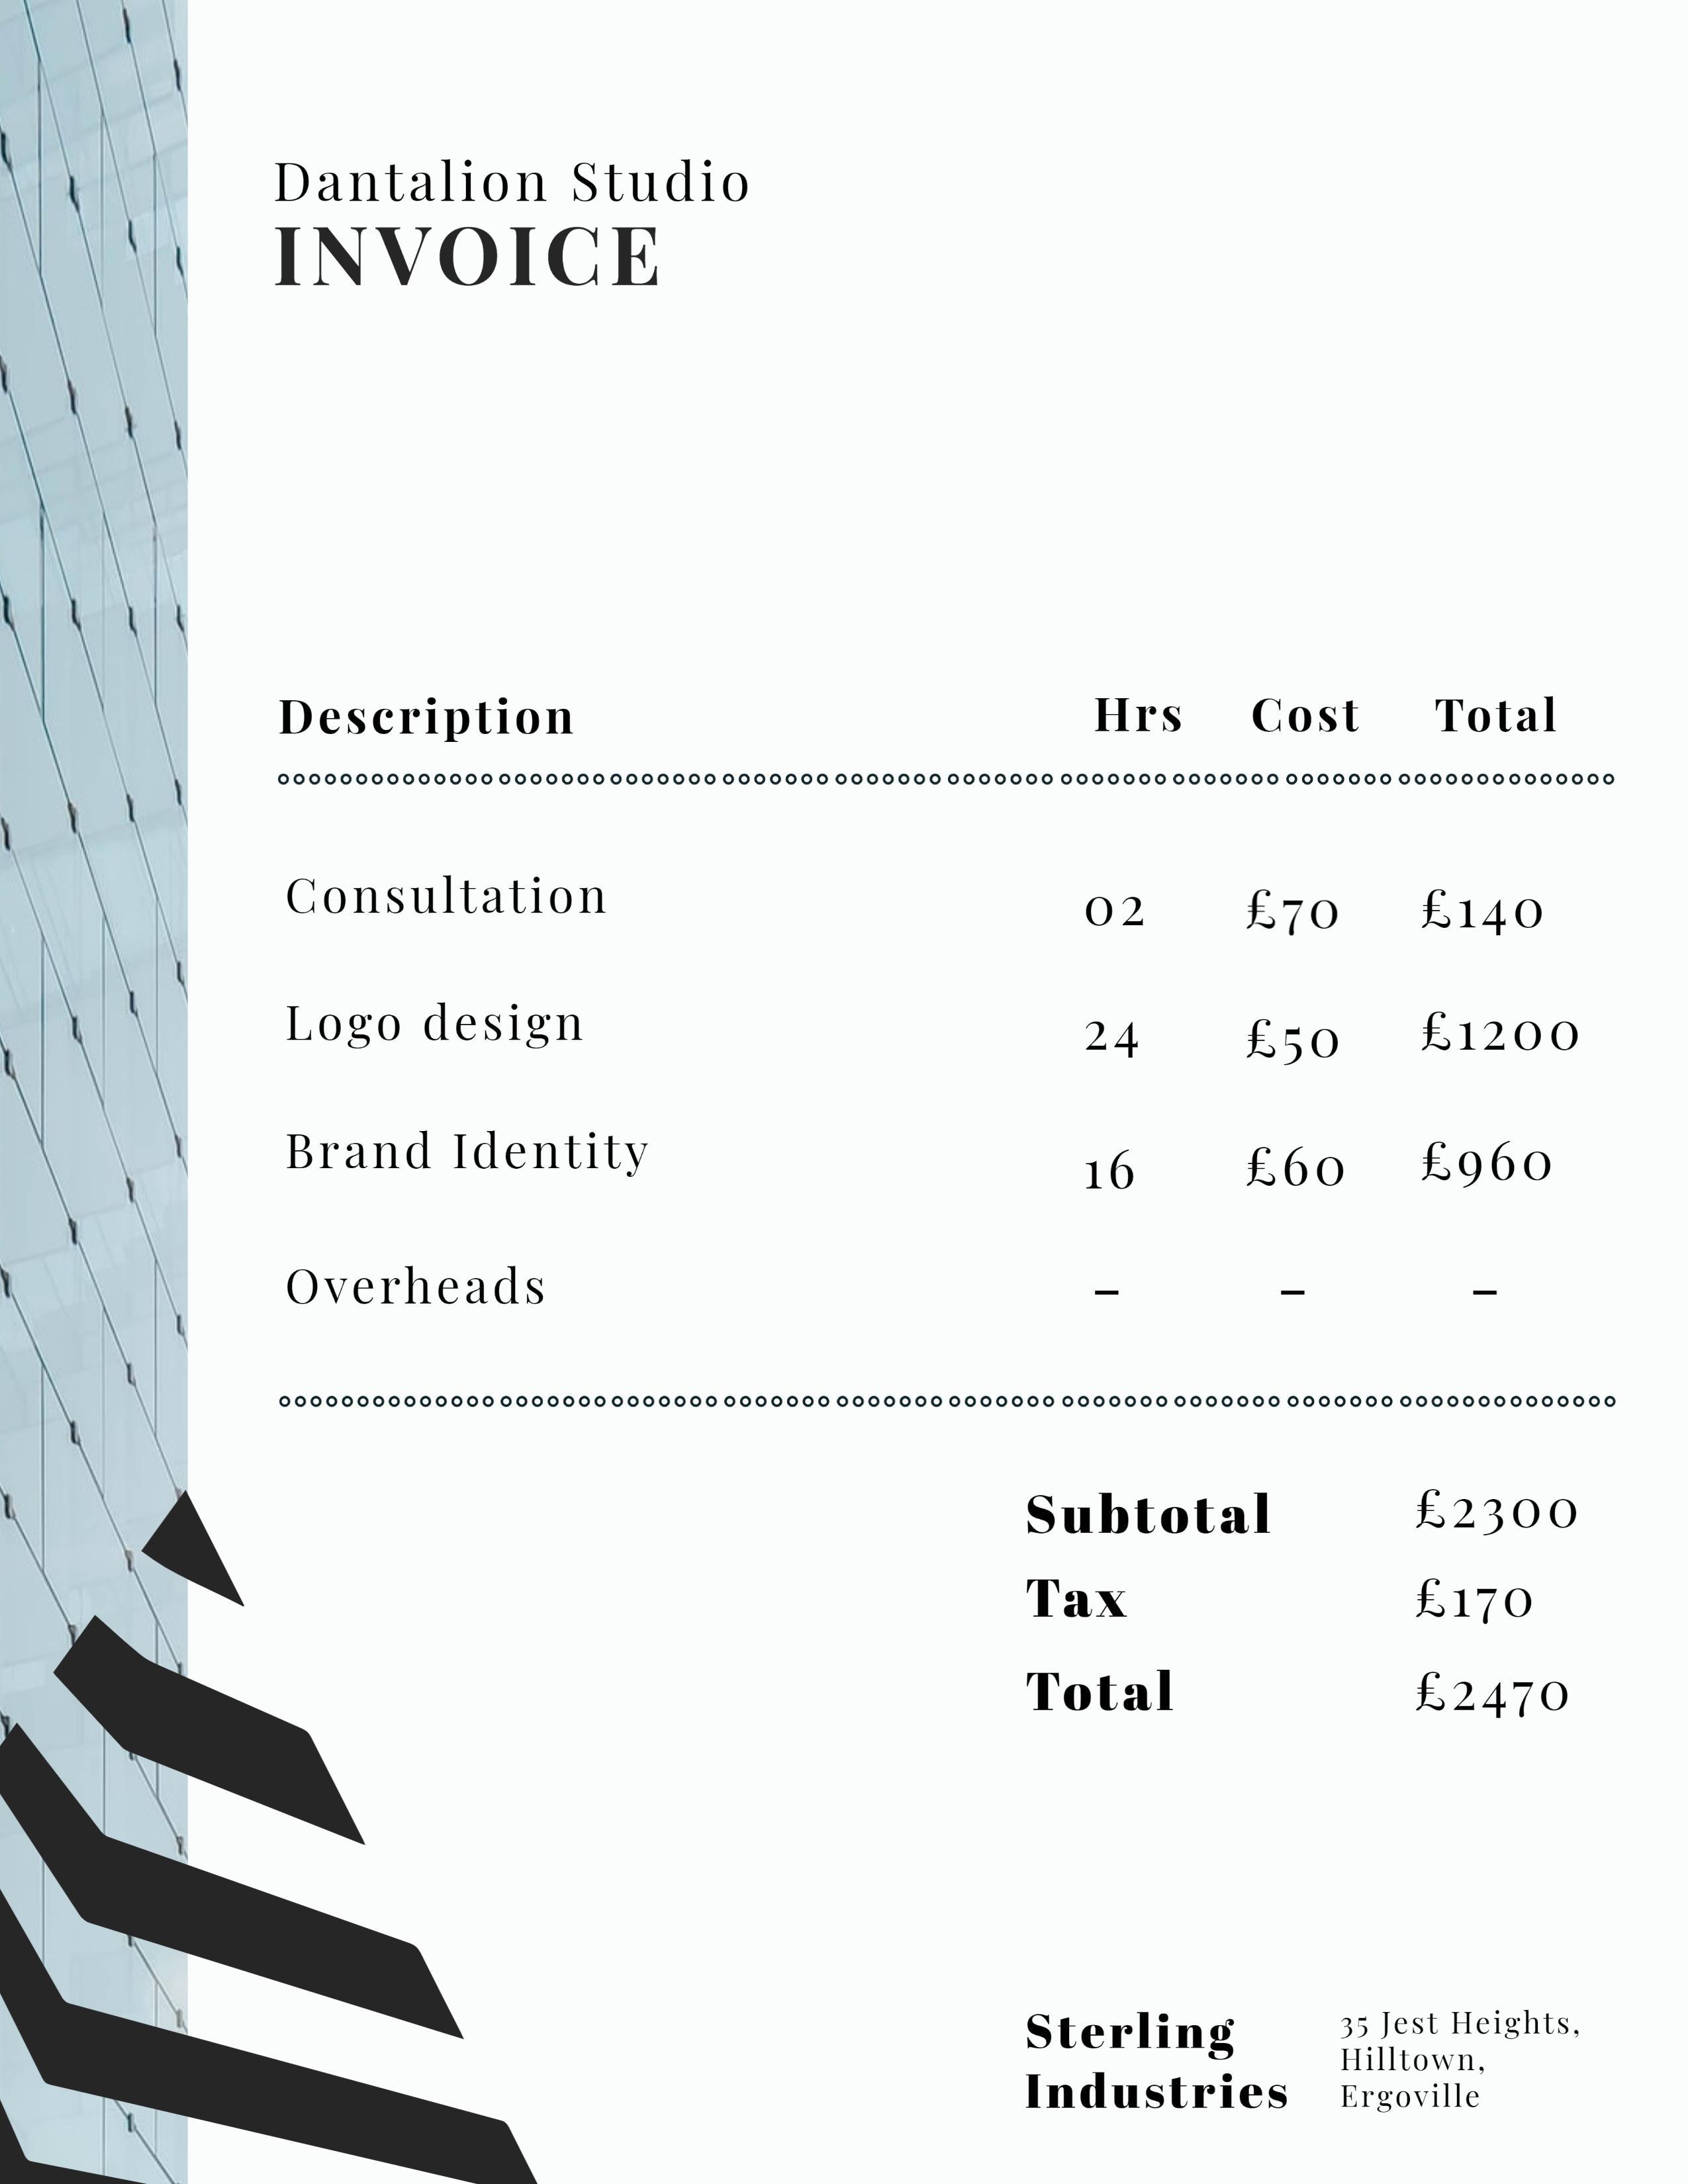 Dantalion Studio
INVOICE
Description Hrs Cost Total
Consultation 02 £70 £140
Logo design 24 £50 £1200
Brand Identity 16 £60 £960
Overheads – – –
Subtotal £2300
Tax £170
Total £2470
Sterling
Industries
35 Jest Heights,
Hilltown,
Ergoville